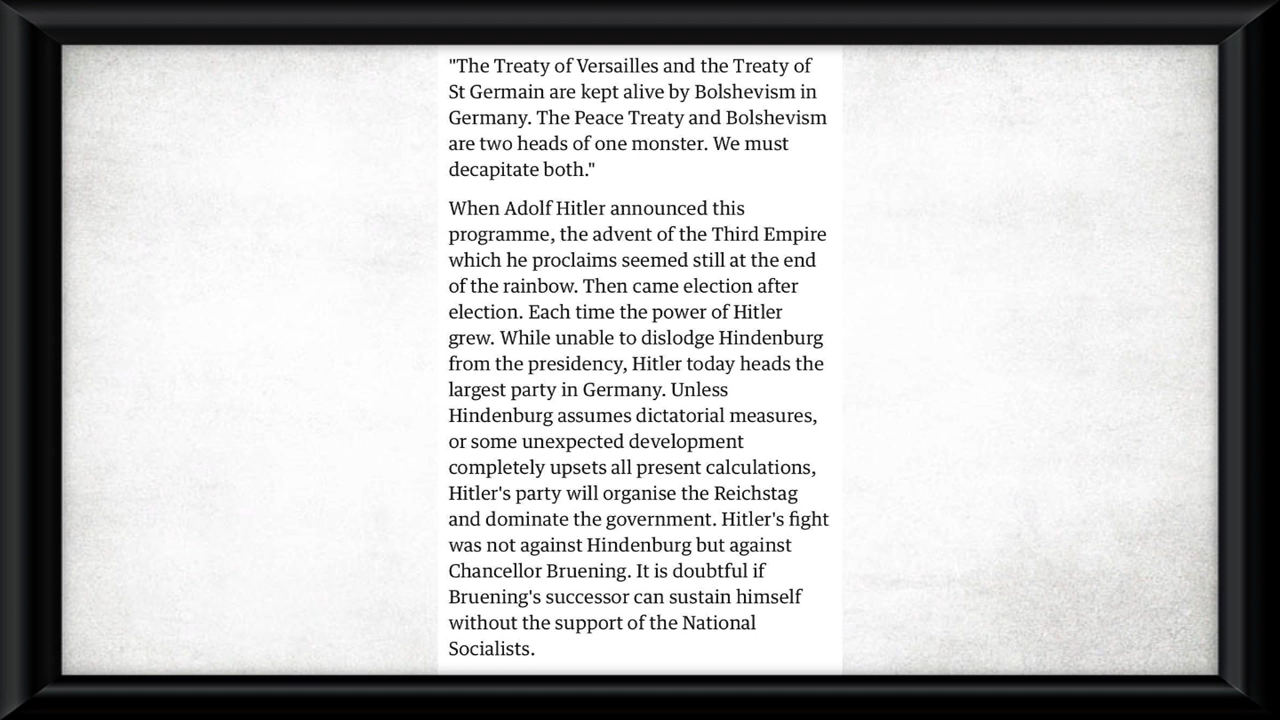 "The Treaty of Versailles and the Treaty of
St Germain are kept alive by Bolshevism in
Germany. The Peace Treaty and Bolshevism
are two heads of one monster. We must
decapitate both."
When Adolf Hitler announced this
programme, the advent of the Third Empire
which he proclaims seemed still at the end
of the rainbow. Then came election after
election. Each time the power of Hitler
grew. While unable to dislodge Hindenburg
from the presidency, Hitler today heads the
largest party in Germany. Unless
Hindenburg assumes dictatorial measures,
or some unexpected development
completely upsets all present calculations,
Hitler's party will organise the Reichstag
and dominate the government. Hitler's fight
was not against Hindenburg but against
Chancellor Bruening. It is doubtful if
Bruening's successor can sustain himself
without the support of the National
Socialists.